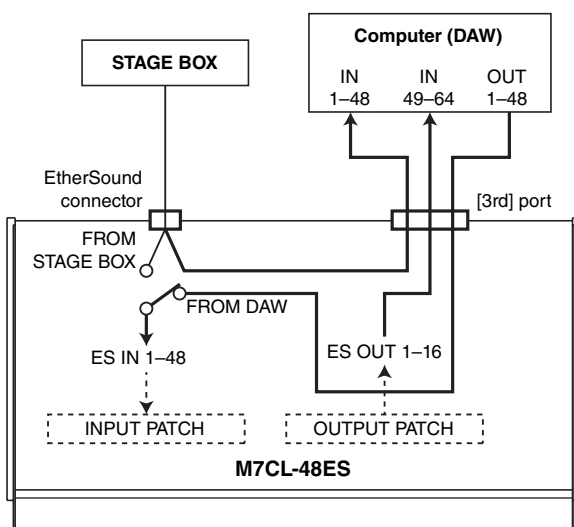 Computer (DAW)
STAGE BOX
IN IN OUT
1–48 49–64 1–48
EtherSound
connector
[3rd] port
FROM
STAGE BOX
FROM DAW
ES IN 1–48
ES OUT 1–16
INPUT PATCH
OUTPUT PATCH
M7CL-48ES